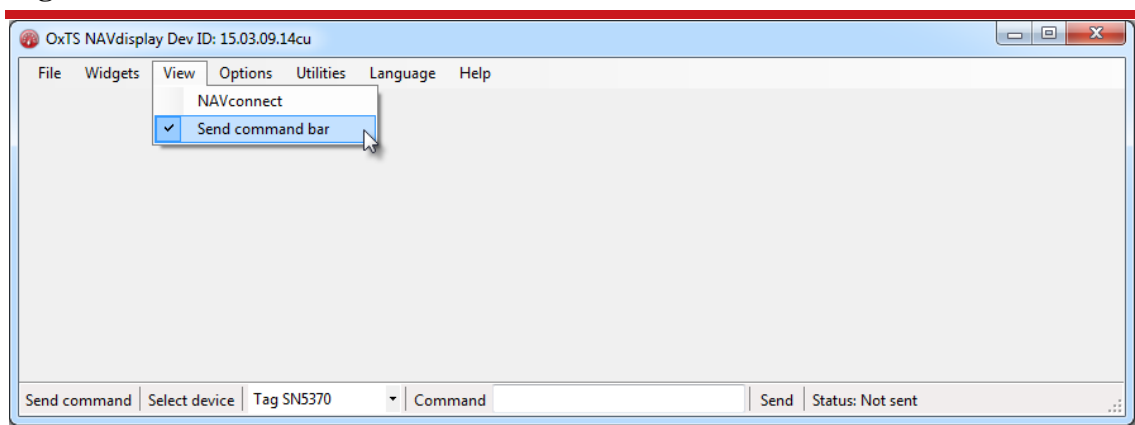 OxTS NAVdisplay Dev ID: 15.03.09.14cu
File Widgets View Options Utilities Language Help
NAVconnect
Send command bar
Send command Select device Tag SN5370 Command Send Status: Not sent